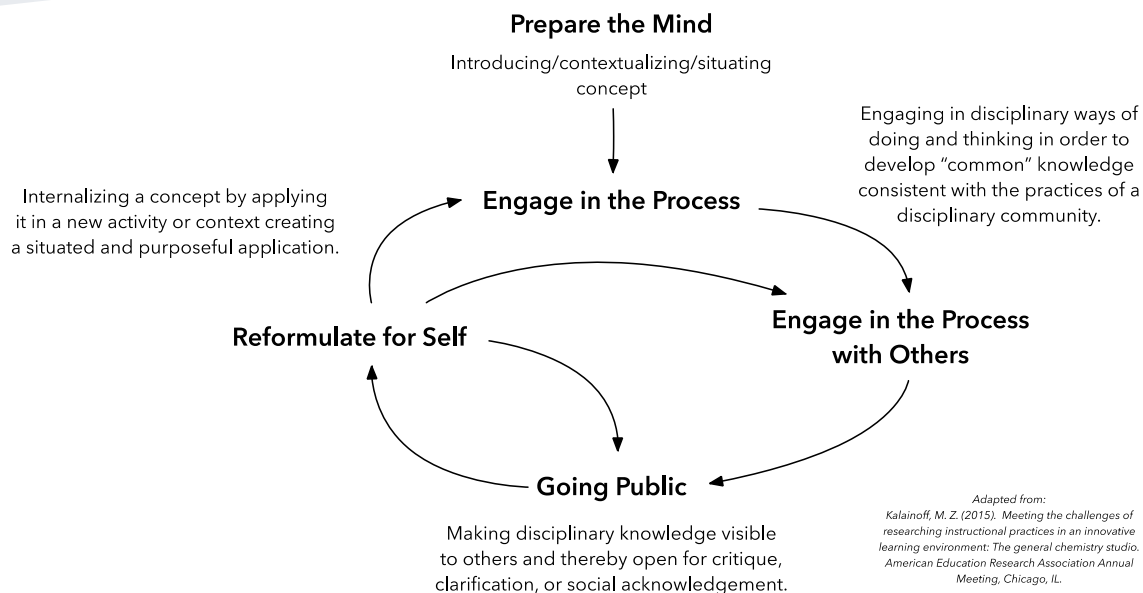 Prepare the Mind
Introducing/contextualizing/situating
concept
Engaging in disciplinary ways of
doing and thinking in order to
develop “common” knowledge
consistent with the practices of a
disciplinary community.
Internalizing a concept by applying
it in a new activity or context creating
a situated and purposeful application.
Engage in the Process
Engage in the Process
with Others
Reformulate for Self
Going Public
Making disciplinary knowledge visible
to others and thereby open for critique,
clarification, or social acknowledgement.
Adapted from:
Kalainoff, M. Z. (2015). Meeting the challenges of
researching instructional practices in an innovative
learning environment: The general chemistry studio.
American Education Research Association Annual
Meeting, Chicago, IL.